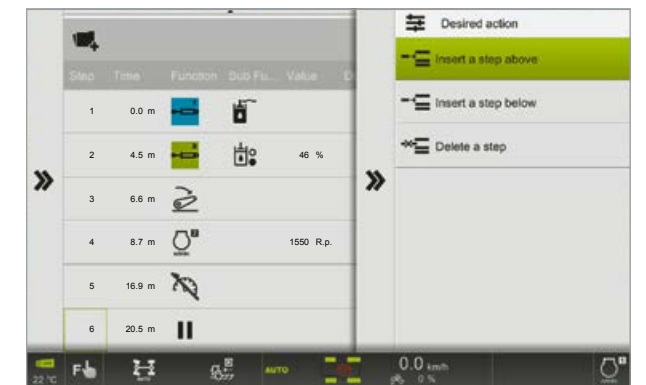 Desired action
Step Time Function Sub Fu... Value D
Insert a step above
1 0.0 m
Insert a step below
2 4.5 m 46 %
Delete a step
3 6.6 m
4 8.7 m 1550 R.p.
5 16.9 m
6 20.5 m
22 °C F AUTO AUTO 0.0 km/h
0 %